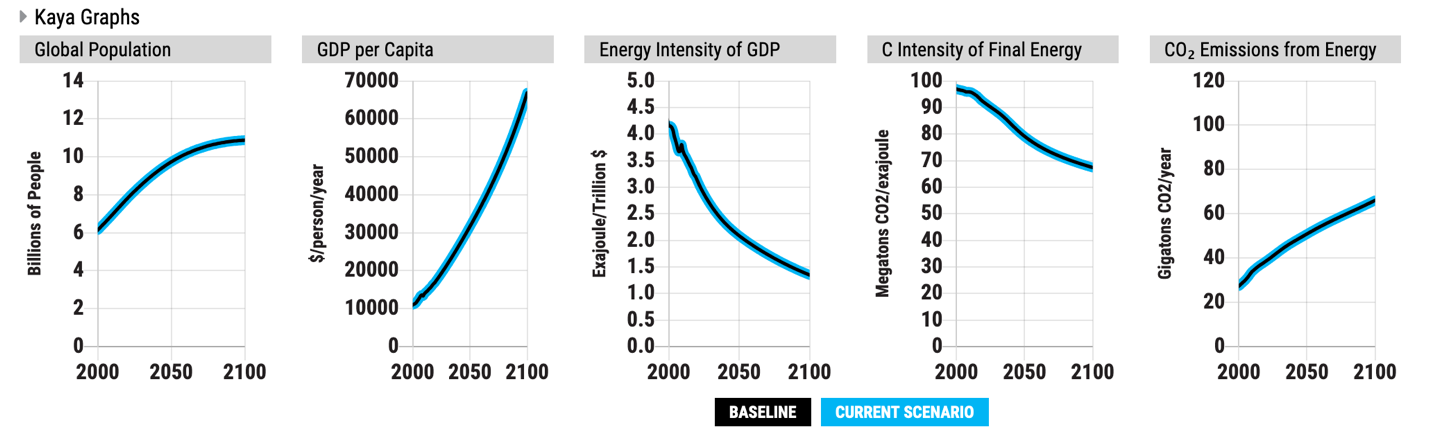 Kaya Graphs
Global Population
GDP per Capita
Energy Intensity of GDP
C Intensity of Final Energy
CO₂ Emissions from Energy
Billions of People
14
12
10
8
6
4
2
0
2000 2050 2100
$/person/year
70000
60000
50000
40000
30000
20000
10000
0
2000 2050 2100
Exajoule/Trillion $
5.0
4.5
4.0
3.5
3.0
2.5
2.0
1.5
1.0
0.5
0.0
2000 2050 2100
Megatons CO2/exajoule
100
90
80
70
60
50
40
30
20
10
0
2000 2050 2100
Gigatons CO2/year
120
100
80
60
40
20
0
2000 2050 2100
BASELINE
CURRENT SCENARIO